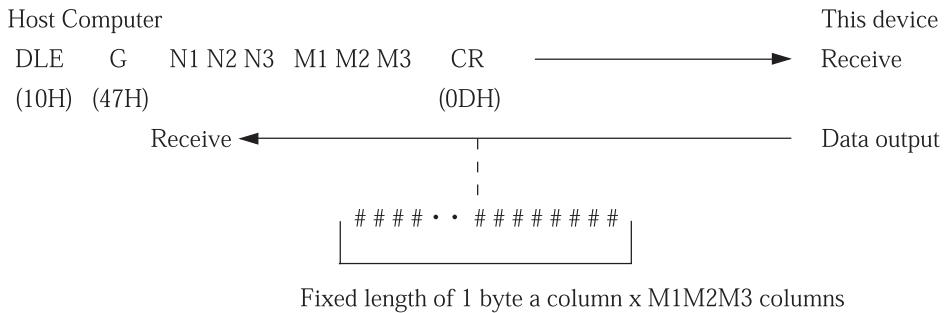 Host Computer This device
DLE G N1 N2 N3 M1 M2 M3 CR Receive
(10H) (47H) (0DH)
Receive Data output
# # # # · · # # # # # # # #
Fixed length of 1 byte a column x M1M2M3 columns